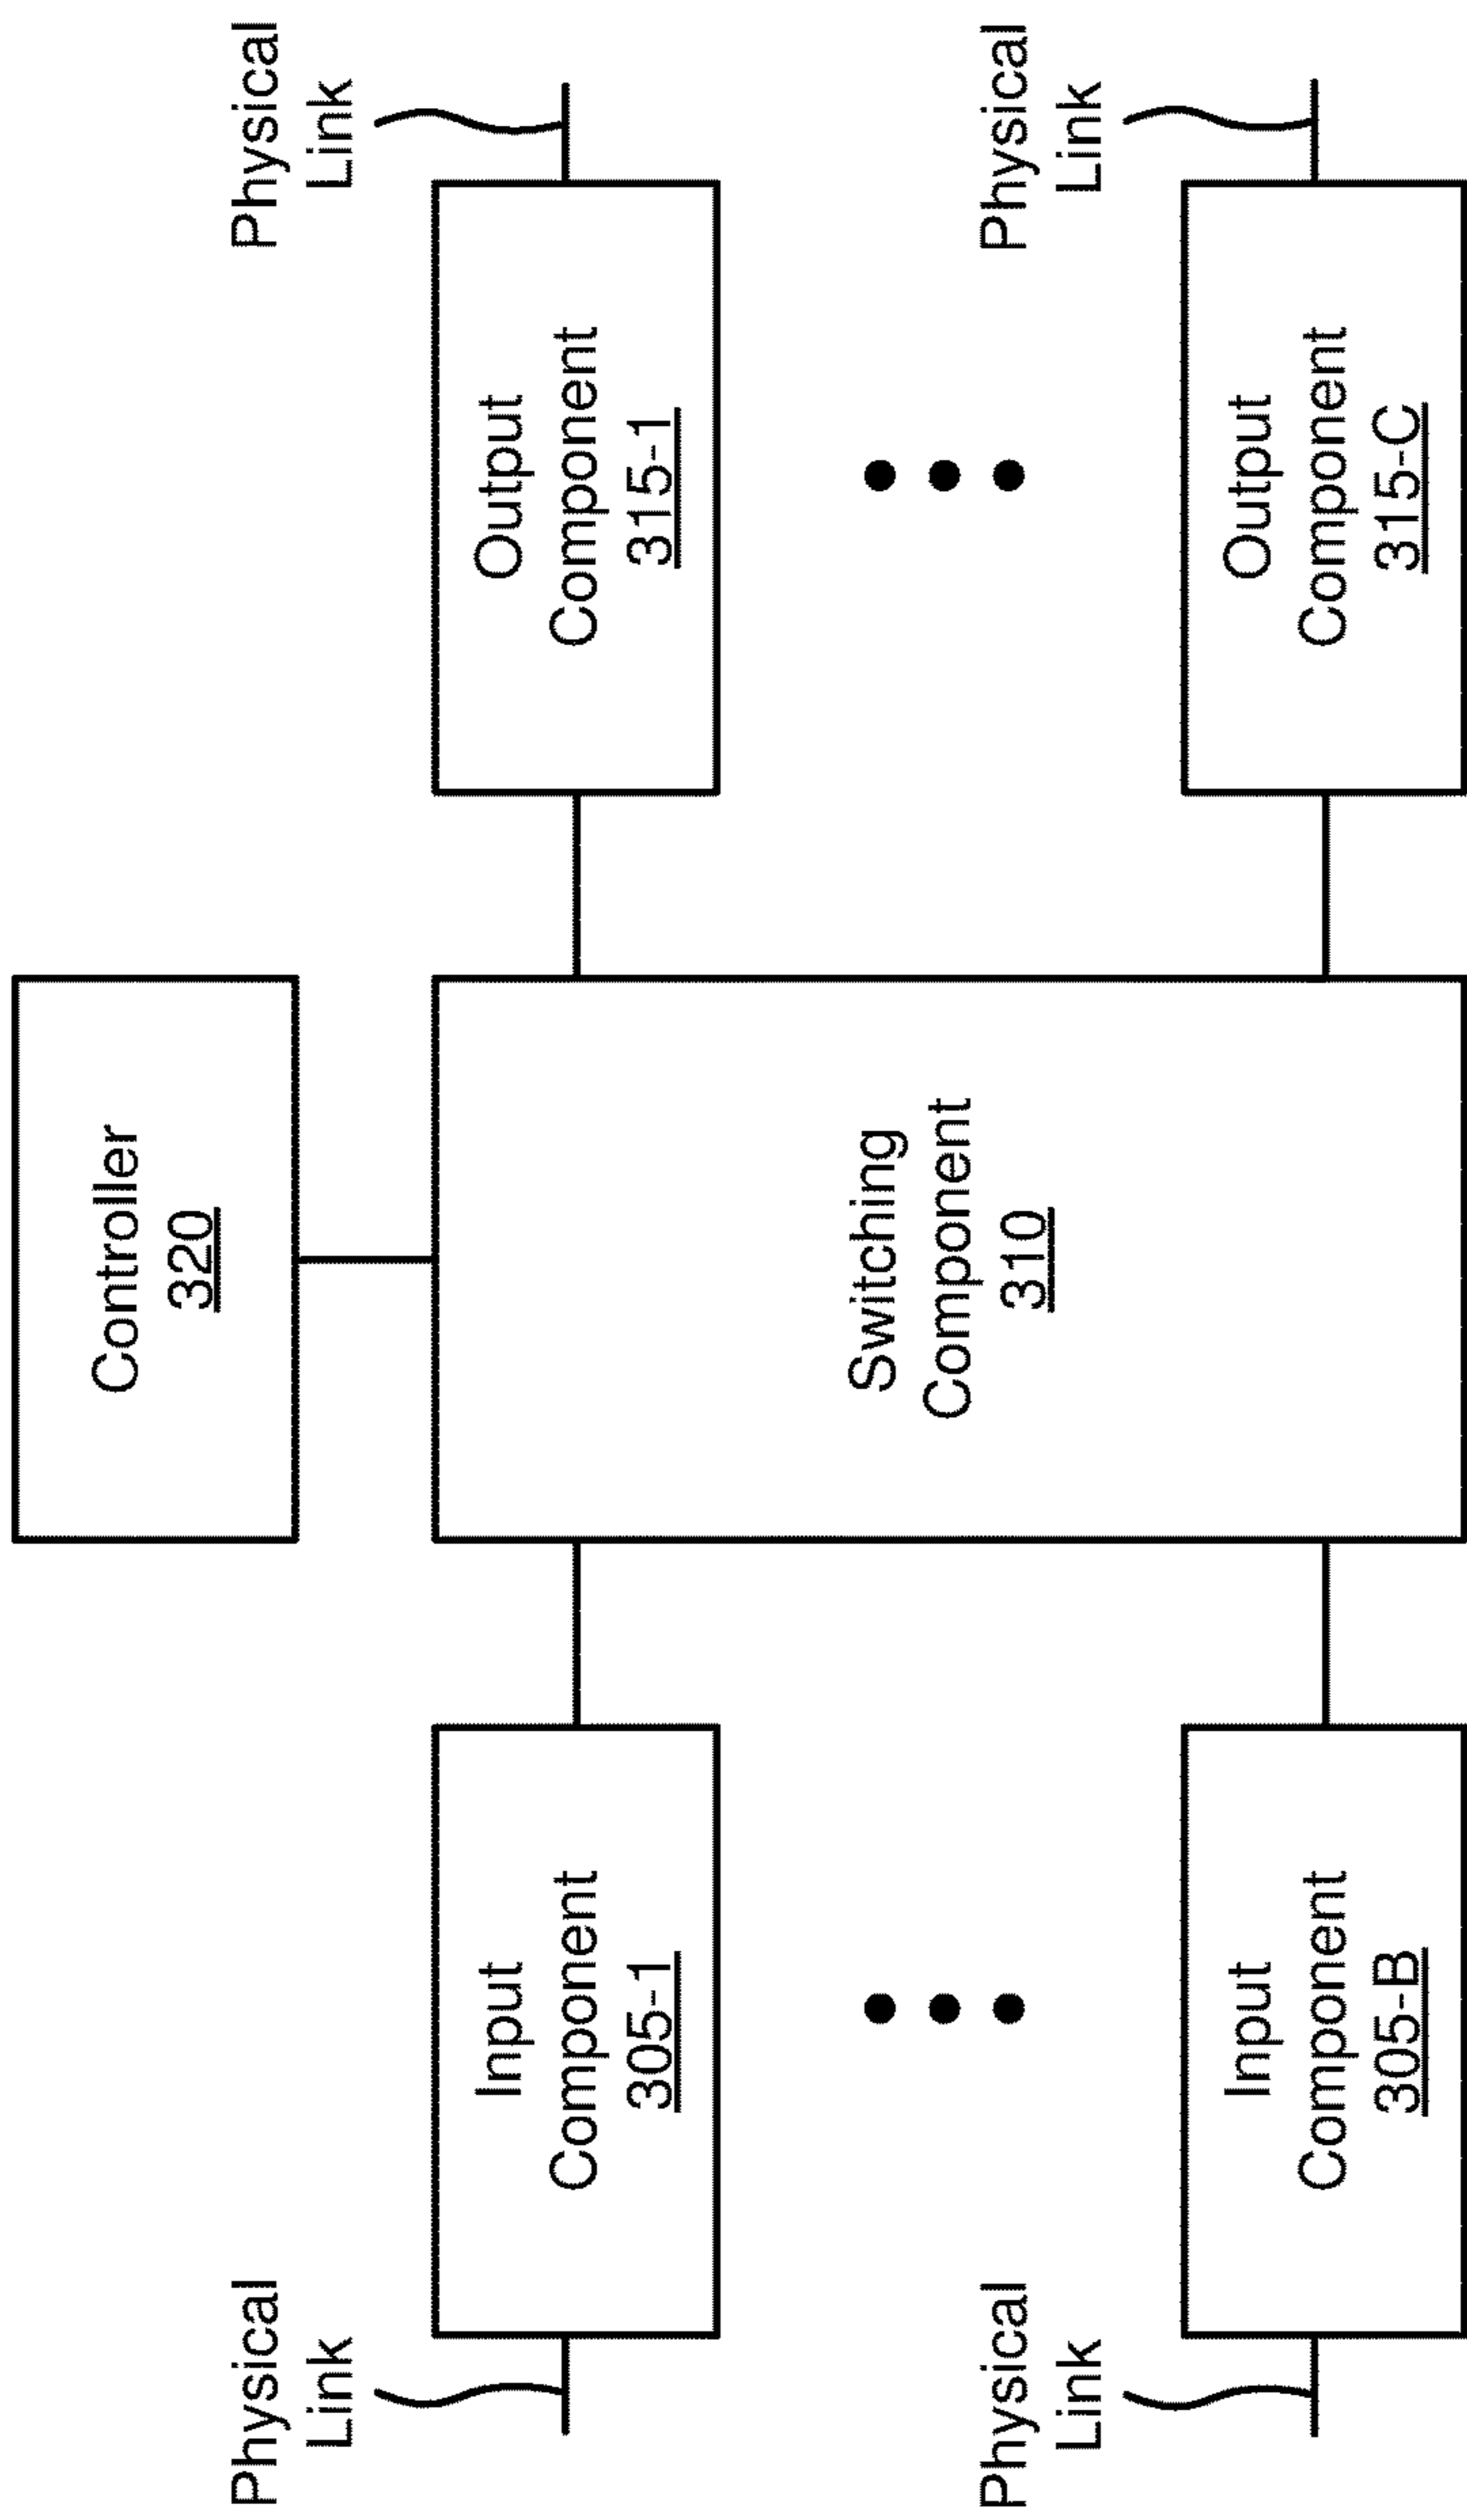 Controller
320
Physical
Link
Input
Component
305-1
Switching
Component
310
Output
Component
315-1
Physical
Link
Physical
Link
Input
Component
305-B
Output
Component
315-C
Physical
Link